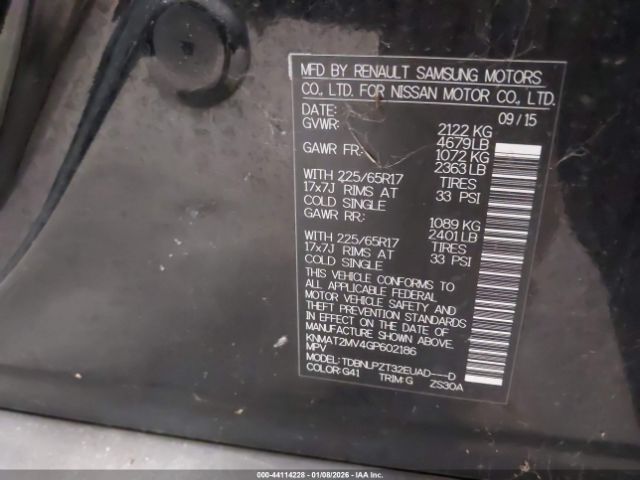 MFD BY RENAULT SAMSUNG MOTORS
CO., LTD. FOR NISSAN MOTOR CO., LTD.
DATE: 09/15
GVWR: 2122 KG
4679LB
GAWR FR: 1072 KG
2363 LB
WITH 225/65R17 TIRES
17x7J RIMS AT 33 PSI
COLD SINGLE
GAWR RR: 1089 KG
2401 LB
WITH 225/65R17 TIRES
17x7J RIMS AT 33 PSI
COLD SINGLE
THIS VEHICLE CONFORMS TO
ALL APPLICABLE FEDERAL
MOTOR VEHICLE SAFETY AND
THEFT PREVENTION STANDARDS
IN EFFECT ON THE DATE OF
MANUFACTURE SHOWN ABOVE.
KNMAT2MV4GP602186
MPV
MODEL: TDBNLPZT32EUAD---D
COLOR: G41 TRIM: G ZS30A
000-44114228 - 01/08/2026 - IAA Inc.